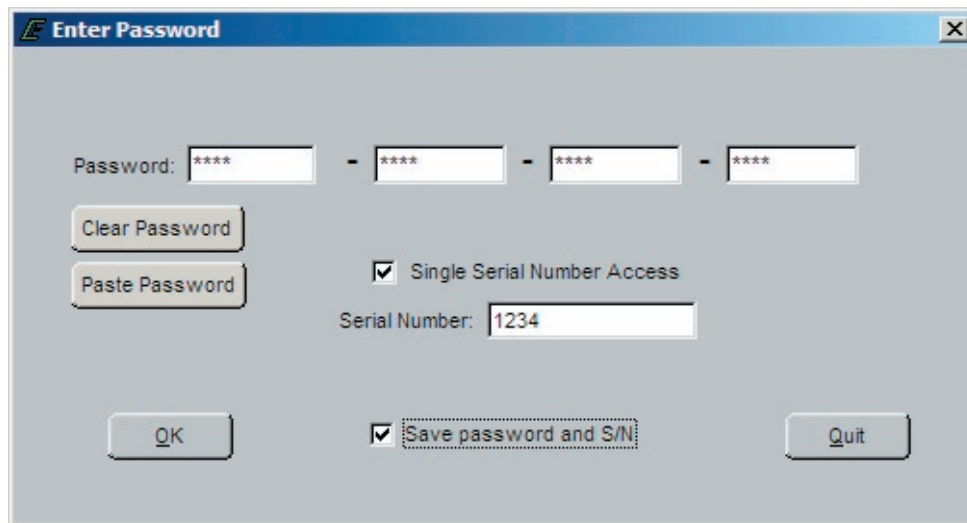 Enter Password
Password: **** - **** - **** - ****
Clear Password
Paste Password
Single Serial Number Access
Serial Number: 1234
OK
Save password and S/N
Quit